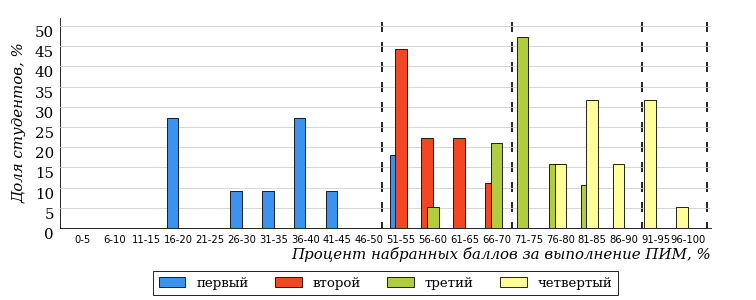 Доля студентов, %
50
45
40
35
30
25
20
15
10
5
0
0-5 6-10 11-15 16-20 21-25 26-30 31-35 36-40 41-45 46-50 51-55 56-60 61-65 66-70 71-75 76-80 81-85 86-90 91-95 96-100
Процент набранных баллов за выполнение ПИМ, %
первый второй третий четвертый